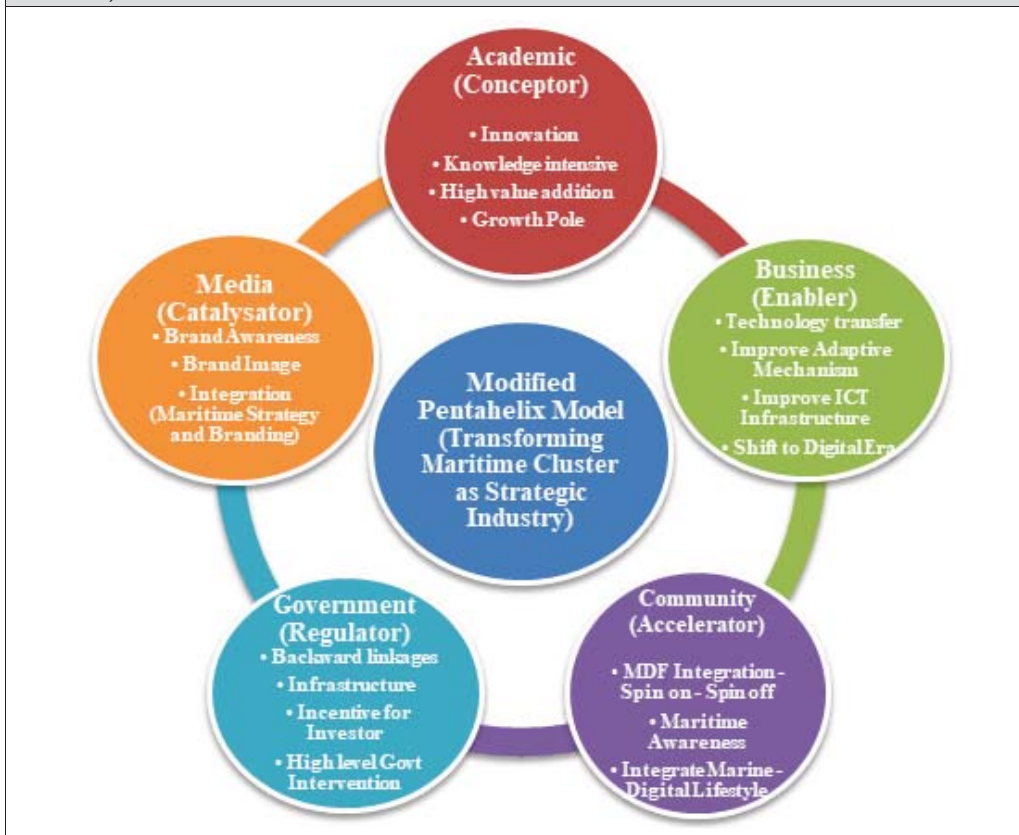 Academic
(Conceptor)
• Innovation
• Knowledge intensive
• High value addition
• Growth Pole
Business
(Enabler)
• Technology transfer
• Improve Adaptive
Mechanism
• Improve ICT
Infrastructure
• Shift to Digital Era
Community
(Accelerator)
• MDF Integration -
Spin on - Spin off
• Maritime
Awareness
• Integrate Marine -
Digital Lifestyle
Government
(Regulator)
• Backward linkages
• Infrastructure
• Incentive for
Investor
• High level Govt
Intervention
Media
(Catalysator)
• Brand Awareness
• Brand Image
• Integration
(Maritime Strategy
and Branding)
Modified
Pentahelix Model
(Transforming
Maritime Cluster
as Strategic
Industry)